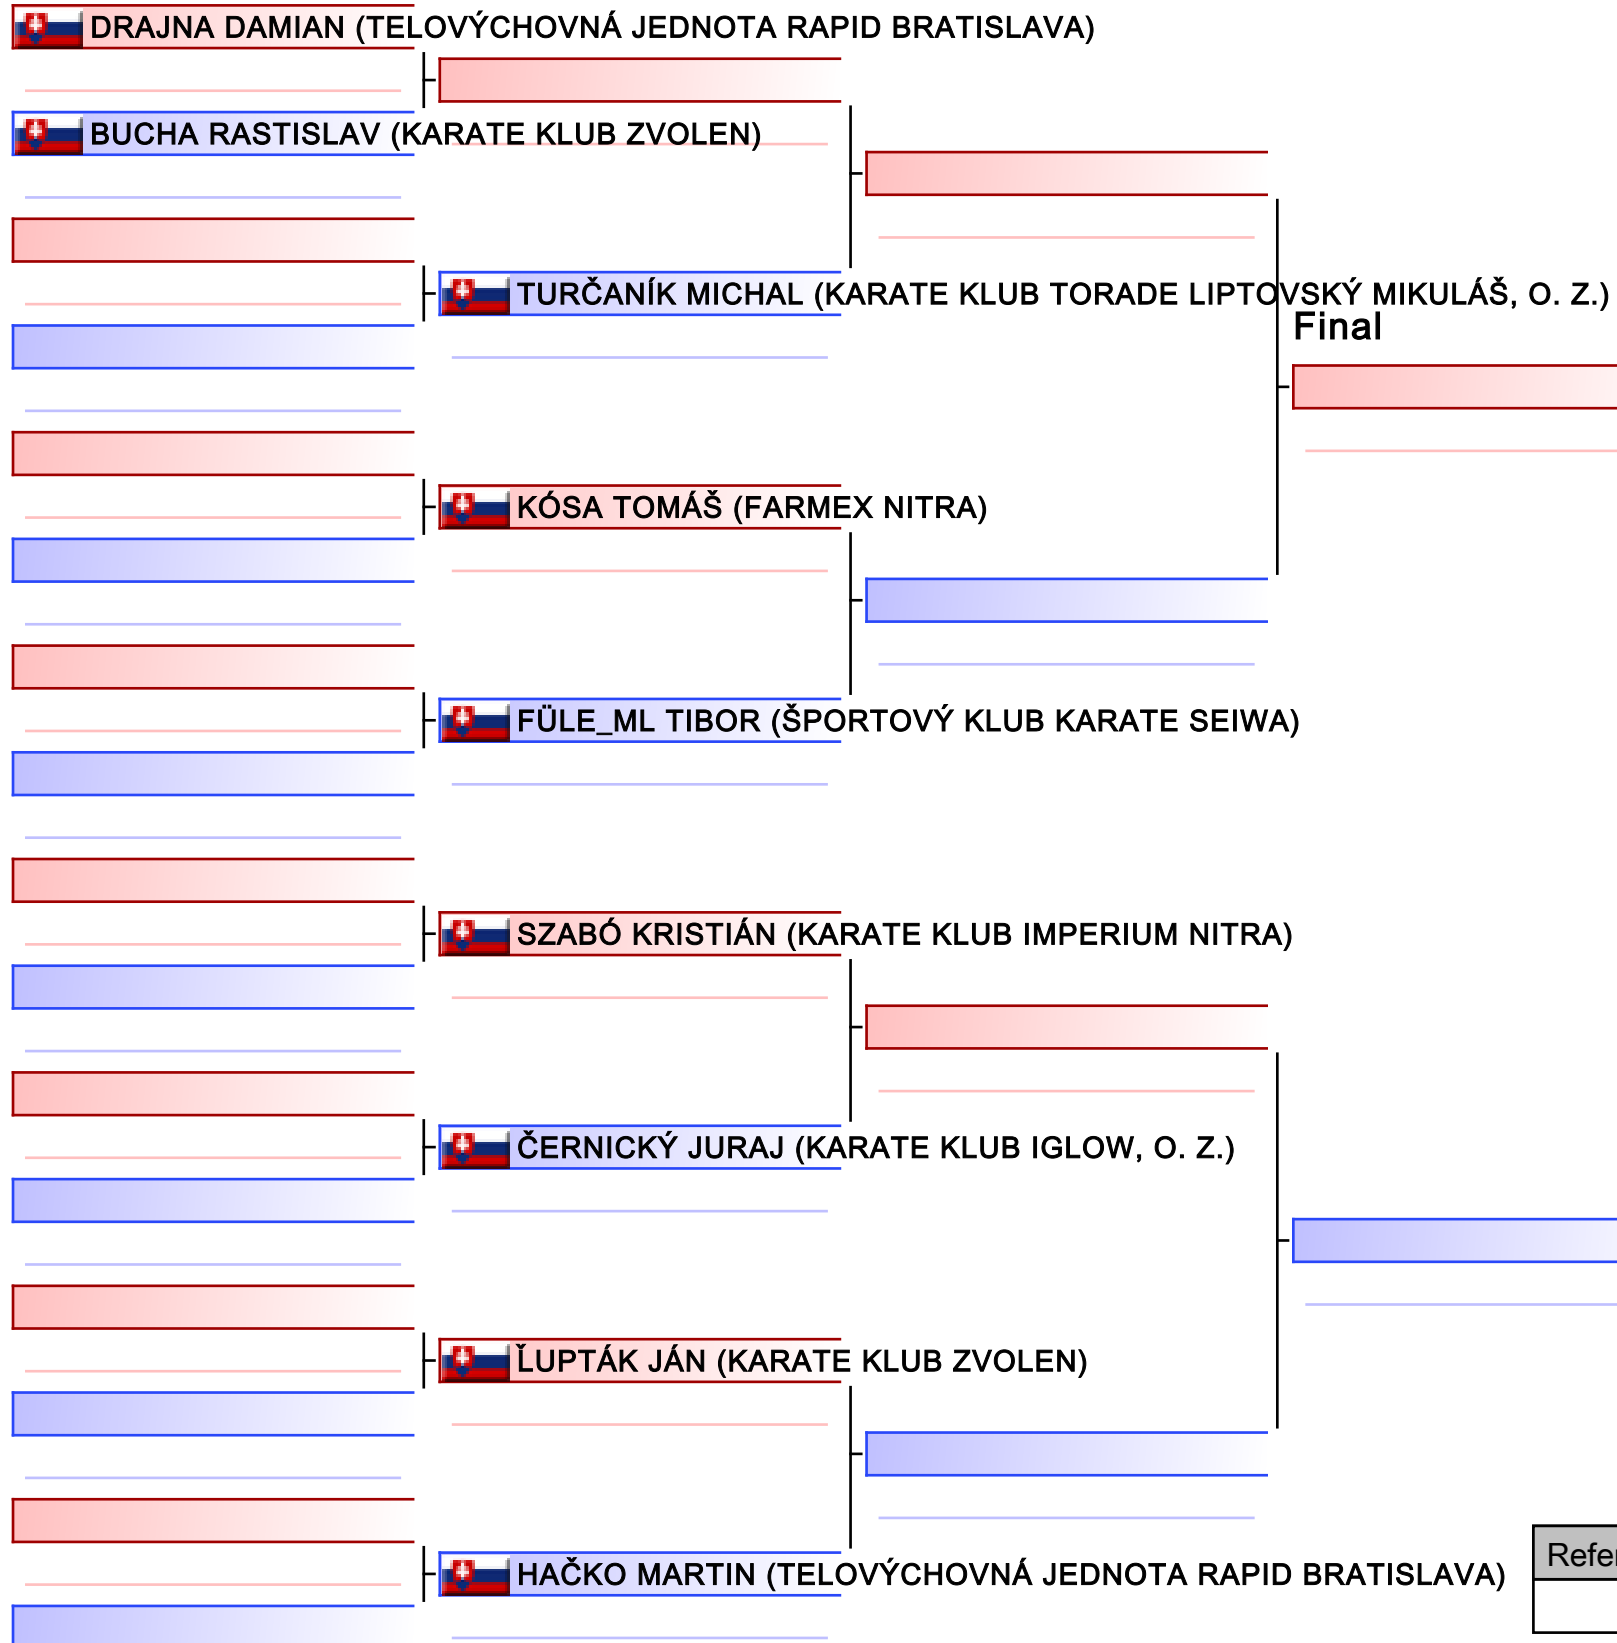 DRAJNA DAMIAN (TELOVÝCHOVNÁ JEDNOTA RAPID BRATISLAVA)
BUCHA RASTISLAV (KARATE KLUB ZVOLEN)
TURČANÍK MICHAL (KARATE KLUB TORADE LIPTOVSKÝ MIKULÁŠ, O. Z.)
Final
KÓSA TOMÁŠ (FARMEX NITRA)
FÜLE_ML TIBOR (ŠPORTOVÝ KLUB KARATE SEIWA)
SZABÓ KRISTIÁN (KARATE KLUB IMPERIUM NITRA)
ČERNICKÝ JURAJ (KARATE KLUB IGLOW, O. Z.)
ĽUPTÁK JÁN (KARATE KLUB ZVOLEN)
HAČKO MARTIN (TELOVÝCHOVNÁ JEDNOTA RAPID BRATISLAVA)